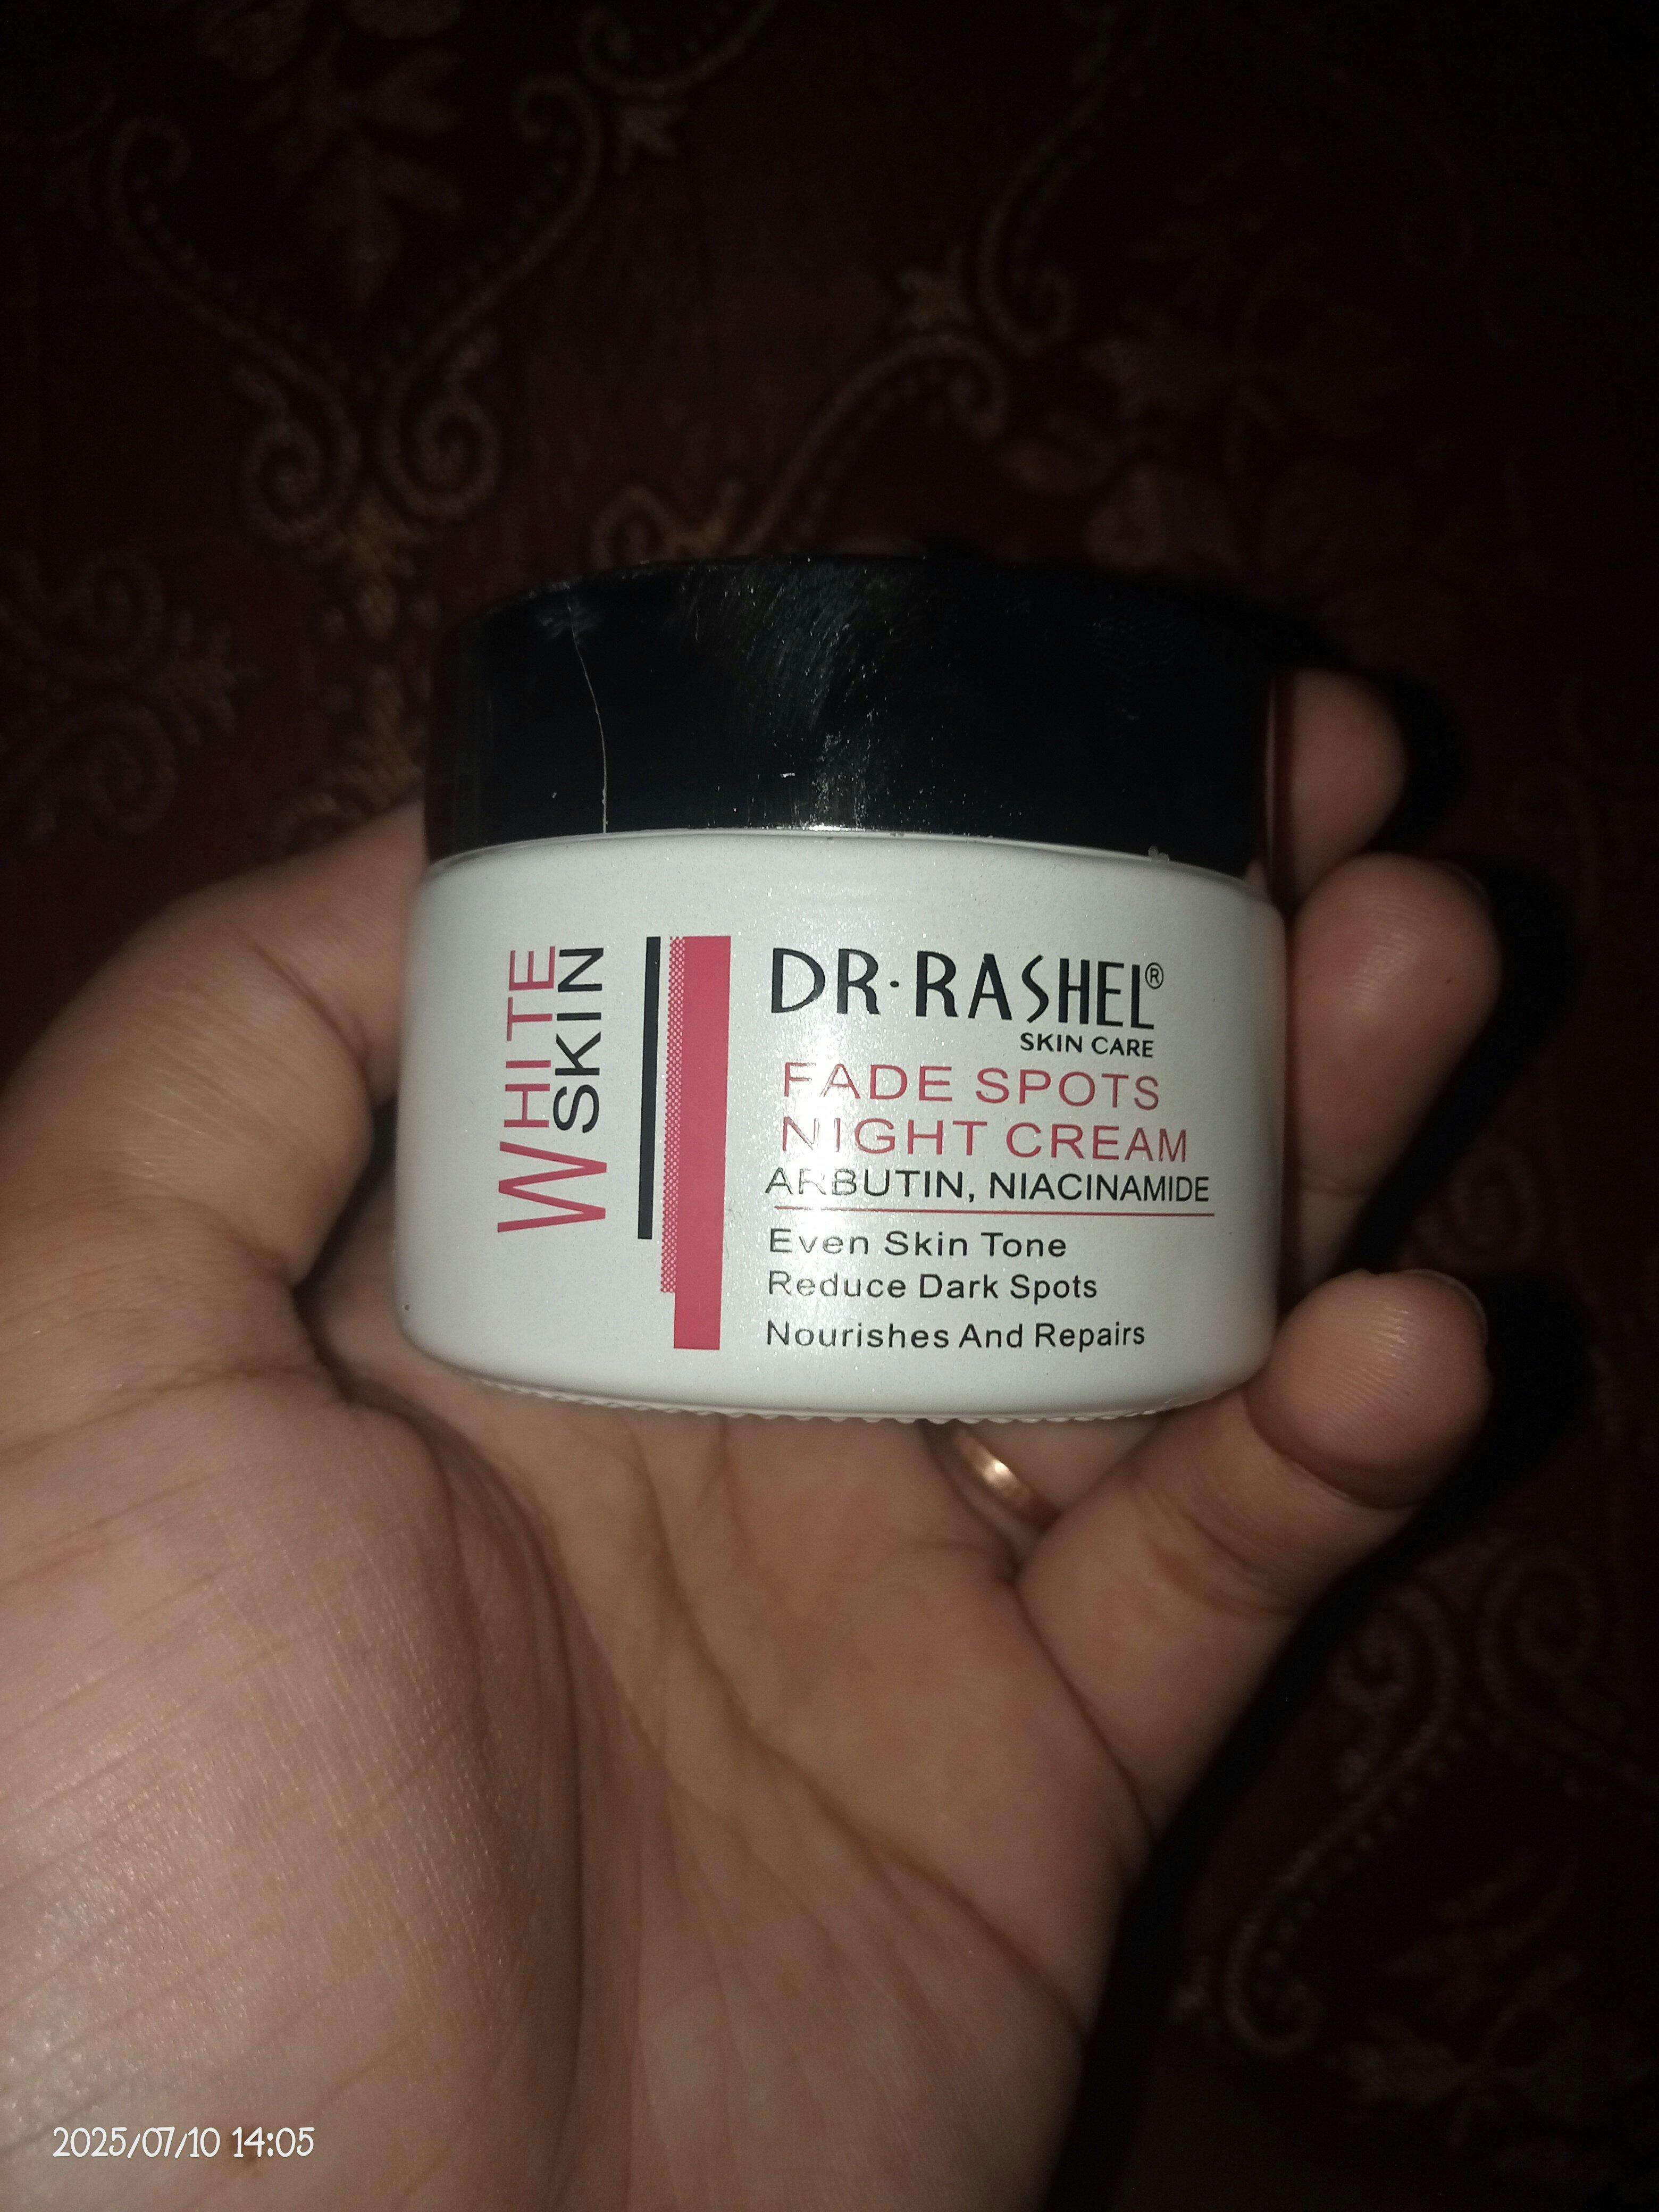 WHITE
SKIN
DR·RASHEL®
SKIN CARE
FADE SPOTS
NIGHT CREAM
ARBUTIN, NIACINAMIDE
Even Skin Tone
Reduce Dark Spots
Nourishes And Repairs
2025/07/10 14:05